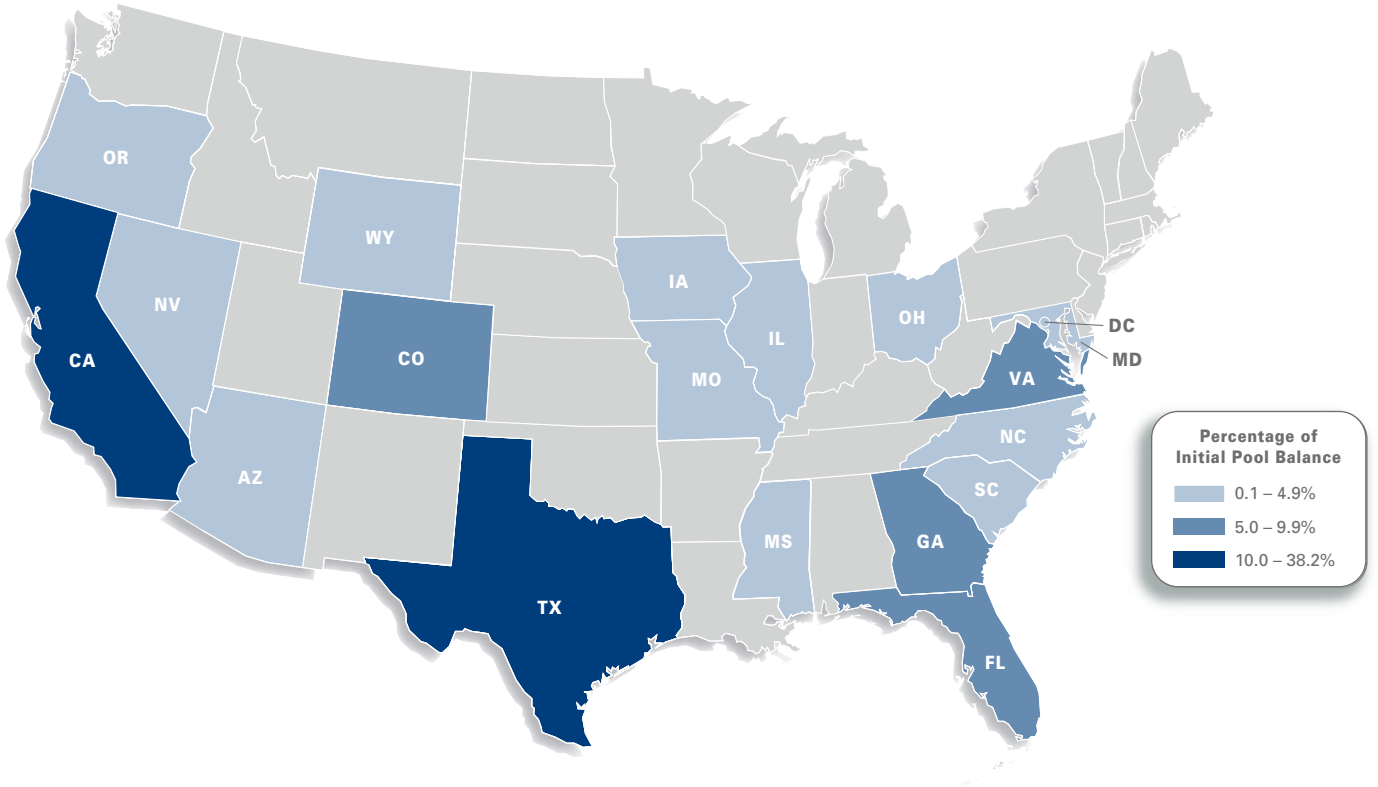 OR
WY
NV
IA
OH
IL
DC
CO
CA
MD
MO
VA
NC
Percentage of
Initial Pool Balance
AZ
SC
0.1 – 4.9%
5.0 – 9.9%
MS
GA
10.0 – 38.2%
TX
FL